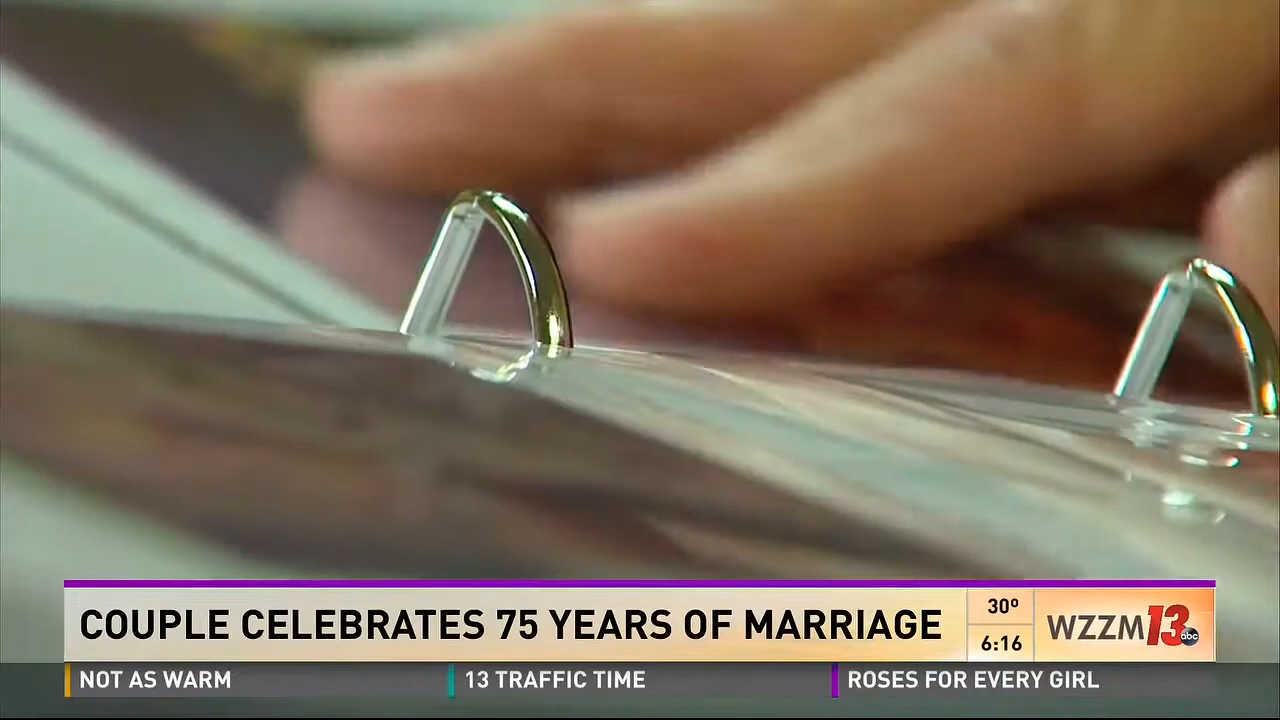 COUPLE CELEBRATES 75 YEARS OF MARRIAGE
30º
6:16
WZZM 13 abc
NOT AS WARM
13 TRAFFIC TIME
ROSES FOR EVERY GIRL